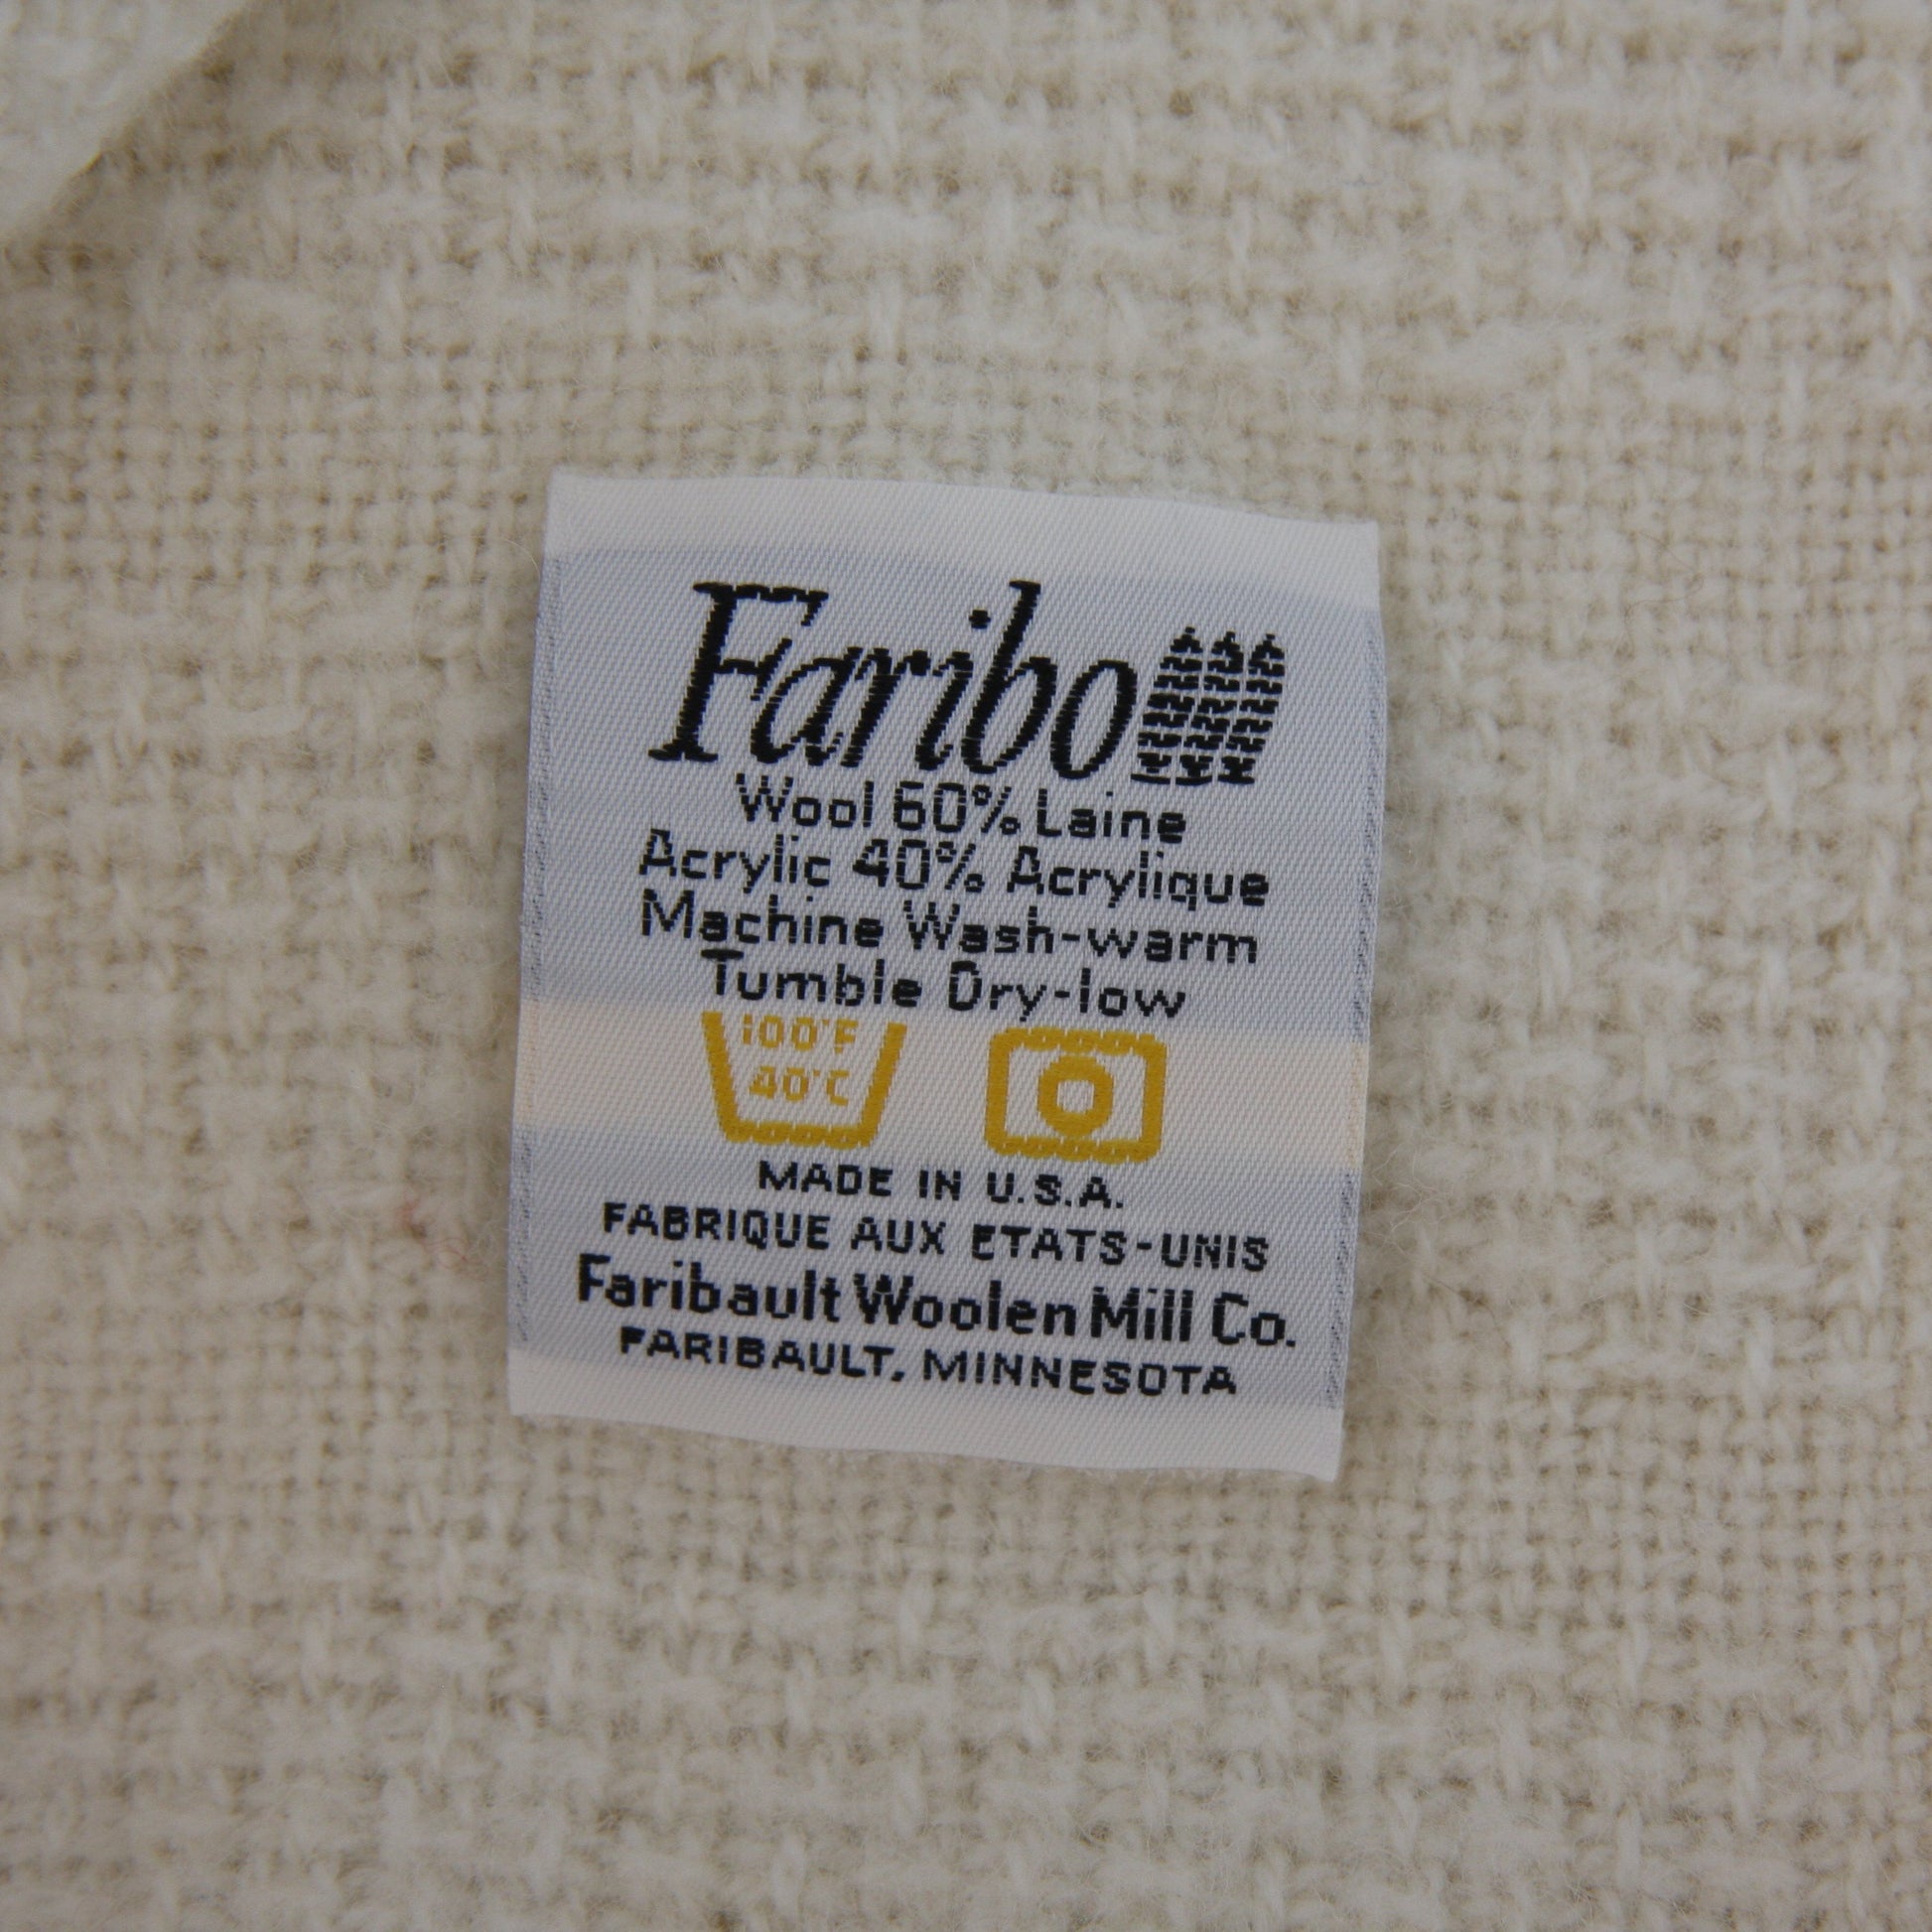 Faribo
Wool 60% Laine
Acrylic 40% Acrylique
Machine Wash-warm
Tumble Dry-low
100°F
40°C
MADE IN U.S.A.
FABRIQUE AUX ETATS-UNIS
Faribault Woolen Mill Co.
FARIBAULT, MINNESOTA